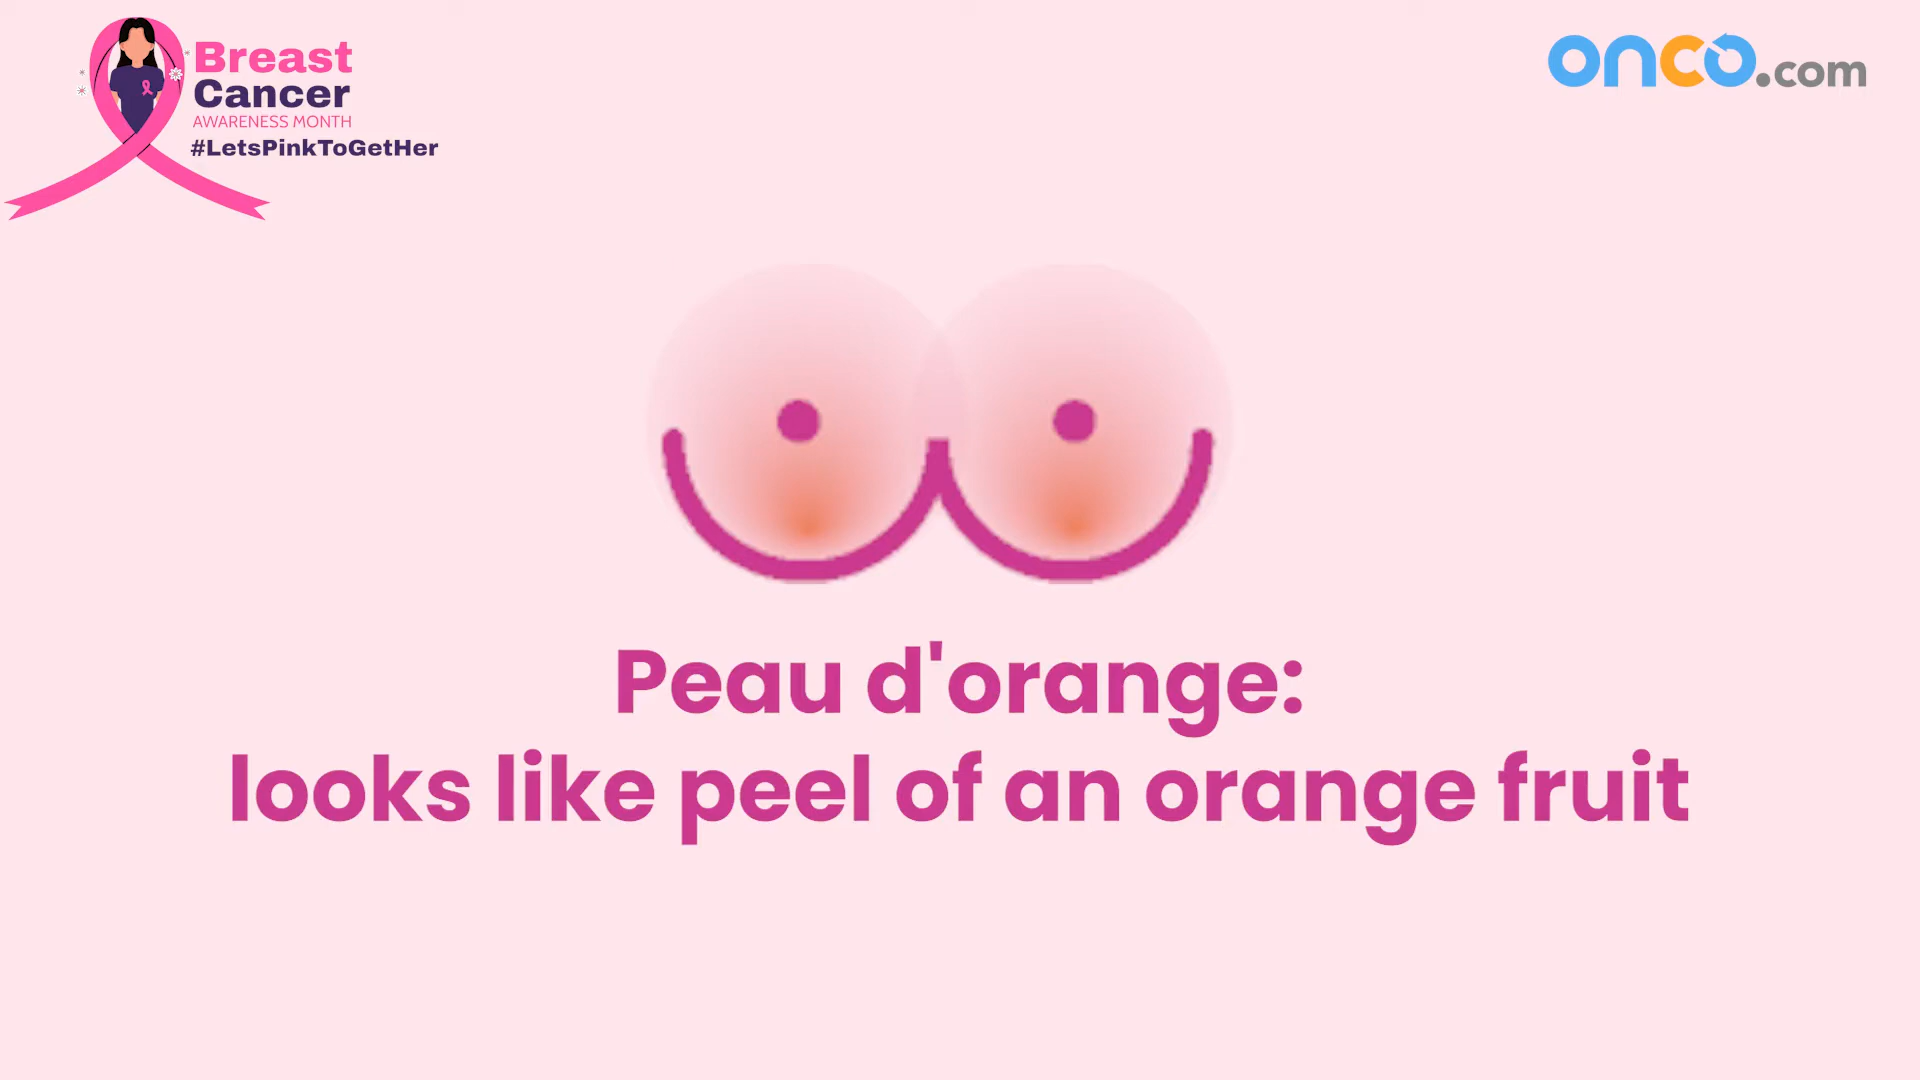 Breast
Cancer
AWARENESS MONTH
#LetsPinkToGetHer
onco.com
Peau d'orange:
looks like peel of an orange fruit